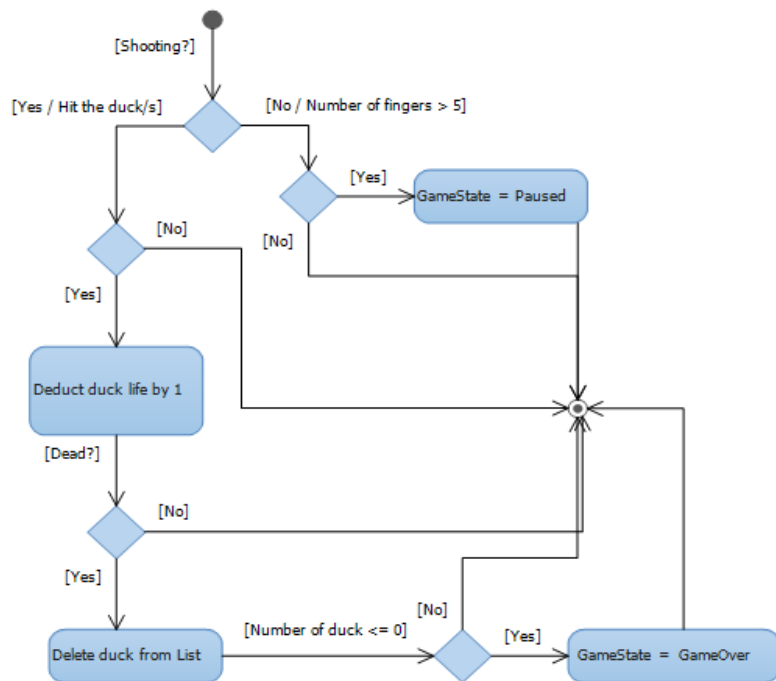 [Shooting?]
[Yes / Hit the duck/s]
[No / Number of fingers > 5]
[Yes]
GameState = Paused
[No]
[No]
[Yes]
Deduct duck life by 1
[Dead?]
[No]
[Yes]
Delete duck from List
[Number of duck <= 0]
[No]
[Yes]
GameState = GameOver